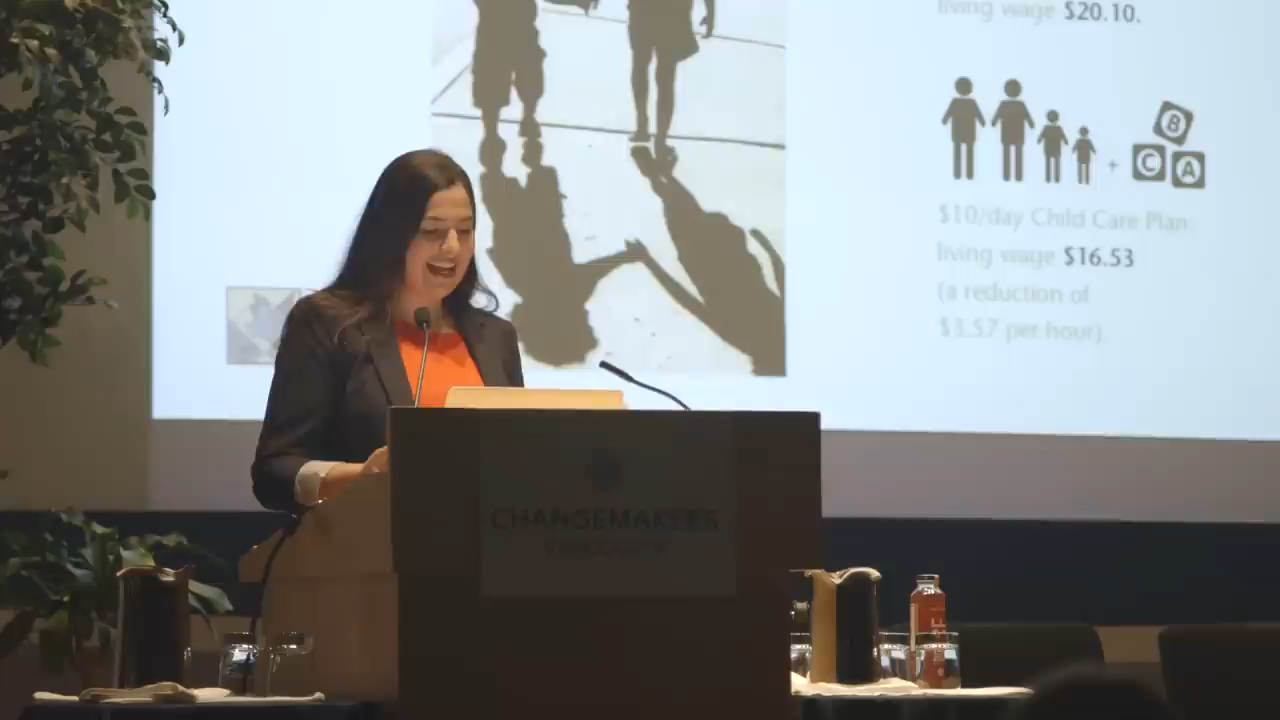 living wage $20.10.
B
C A
+
$10/day Child Care Plan:
living wage $16.53
(a reduction of
$3.57 per hour).
CHANGEMAKERS